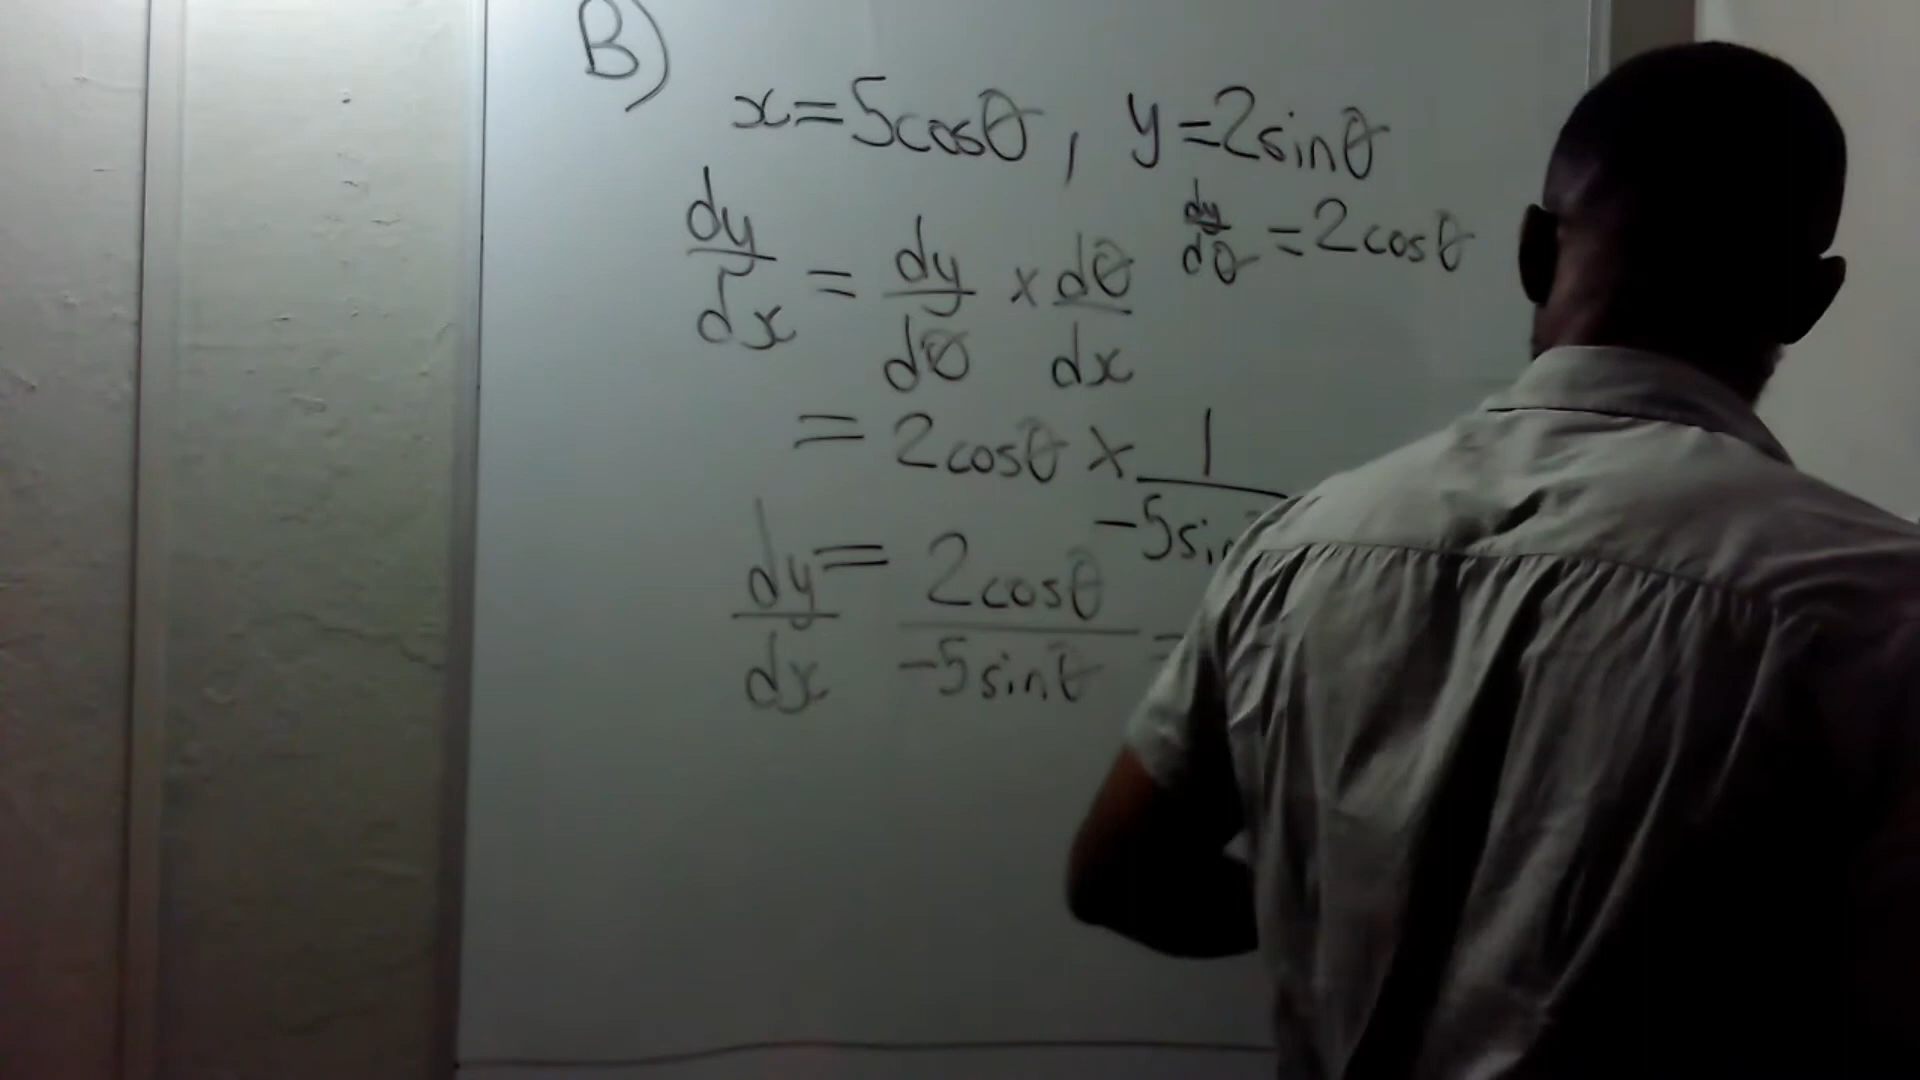 B)
x=5cosθ, y=2sinθ
dy/dx = dy/dθ × dθ/dx
dy/dθ = 2cosθ
= 2cosθ × 1/-5sin
dy/dx = 2cosθ/-5sinθ =